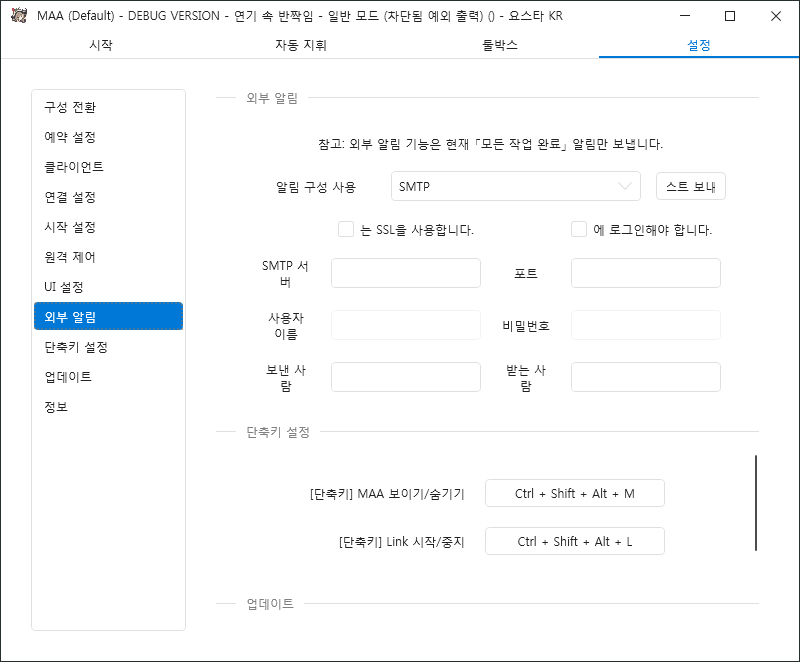 MAA (Default) - DEBUG VERSION - 연기 속 반짝임 - 일반 모드 (차단됨 예외 출력) () - 요스타 KR
시작 자동 지휘 툴박스 설정
구성 전환
예약 설정
클라이언트
연결 설정
시작 설정
원격 제어
UI 설정
외부 알림
단축키 설정
업데이트
정보
외부 알림
참고: 외부 알림 기능은 현재 「모든 작업 완료」 알림만 보냅니다.
알림 구성 사용 SMTP 스트 보내
는 SSL을 사용합니다. 에 로그인해야 합니다.
SMTP 서
버
포트
사용자
이름
비밀번호
보낸 사
람
받는 사
람
단축키 설정
[단축키] MAA 보이기/숨기기 Ctrl + Shift + Alt + M
[단축키] Link 시작/중지 Ctrl + Shift + Alt + L
업데이트